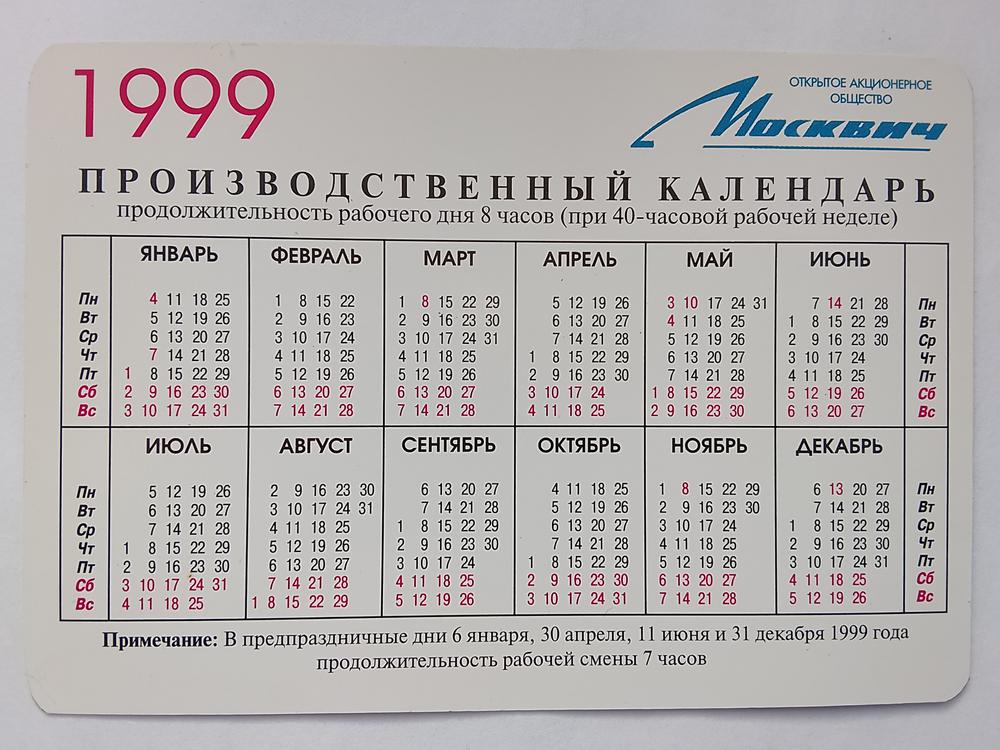 1999
ОТКРЫТОЕ АКЦИОНЕРНОЕ
ОБЩЕСТВО
Москвич
ПРОИЗВОДСТВЕННЫЙ КАЛЕНДАРЬ
продолжительность рабочего дня 8 часов (при 40-часовой рабочей неделе)
ЯНВАРЬ ФЕВРАЛЬ МАРТ АПРЕЛЬ МАЙ ИЮНЬ
Пн 4 11 18 25 1 8 15 22 1 8 15 22 29 5 12 19 26 3 10 17 24 31 7 14 21 28 Пн
Вт 5 12 19 26 2 9 16 23 2 9 16 23 30 6 13 20 27 4 11 18 25 1 8 15 22 29 Вт
Ср 6 13 20 27 3 10 17 24 3 10 17 24 31 7 14 21 28 5 12 19 26 2 9 16 23 30 Ср
Чт 7 14 21 28 4 11 18 25 4 11 18 25 1 8 15 22 29 6 13 20 27 3 10 17 24 Чт
Пт 1 8 15 22 29 5 12 19 26 5 12 19 26 2 9 16 23 30 7 14 21 28 4 11 18 25 Пт
Сб 2 9 16 23 30 6 13 20 27 6 13 20 27 3 10 17 24 1 8 15 22 29 5 12 19 26 Сб
Вс 3 10 17 24 31 7 14 21 28 7 14 21 28 4 11 18 25 2 9 16 23 30 6 13 20 27 Вс
ИЮЛЬ АВГУСТ СЕНТЯБРЬ ОКТЯБРЬ НОЯБРЬ ДЕКАБРЬ
Пн 5 12 19 26 2 9 16 23 30 6 13 20 27 4 11 18 25 1 8 15 22 29 6 13 20 27 Пн
Вт 6 13 20 27 3 10 17 24 31 7 14 21 28 5 12 19 26 2 9 16 23 30 7 14 21 28 Вт
Ср 7 14 21 28 4 11 18 25 1 8 15 22 29 6 13 20 27 3 10 17 24 1 8 15 22 29 Ср
Чт 1 8 15 22 29 5 12 19 26 2 9 16 23 30 7 14 21 28 4 11 18 25 2 9 16 23 30 Чт
Пт 2 9 16 23 30 6 13 20 27 3 10 17 24 1 8 15 22 29 5 12 19 26 3 10 17 24 31 Пт
Сб 3 10 17 24 31 7 14 21 28 4 11 18 25 2 9 16 23 30 6 13 20 27 4 11 18 25 Сб
Вс 4 11 18 25 1 8 15 22 29 5 12 19 26 3 10 17 24 31 7 14 21 28 5 12 19 26 Вс
Примечание: В предпраздничные дни 6 января, 30 апреля, 11 июня и 31 декабря 1999 года
продолжительность рабочей смены 7 часов